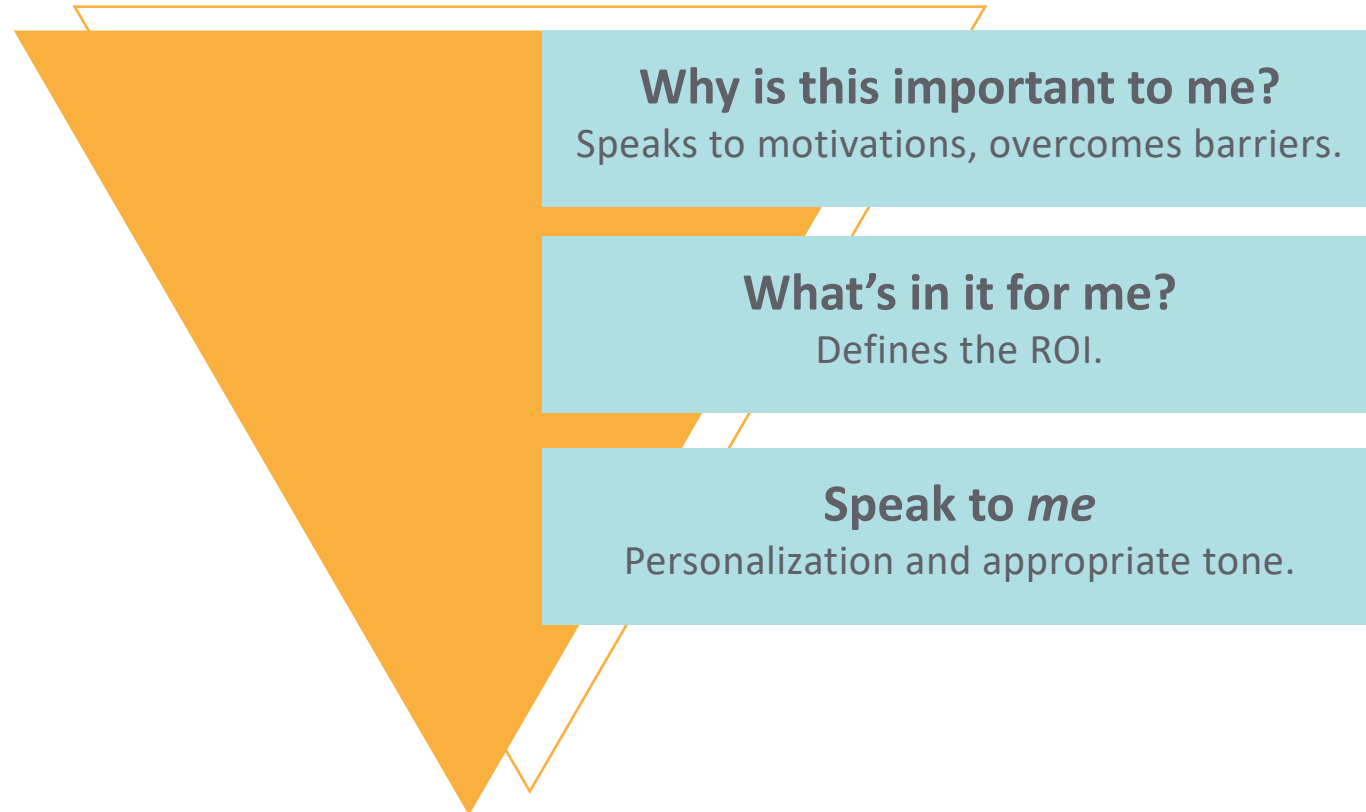 Why is this important to me?
Speaks to motivations, overcomes barriers.
What’s in it for me?
Defines the ROI.
Speak to me
Personalization and appropriate tone.